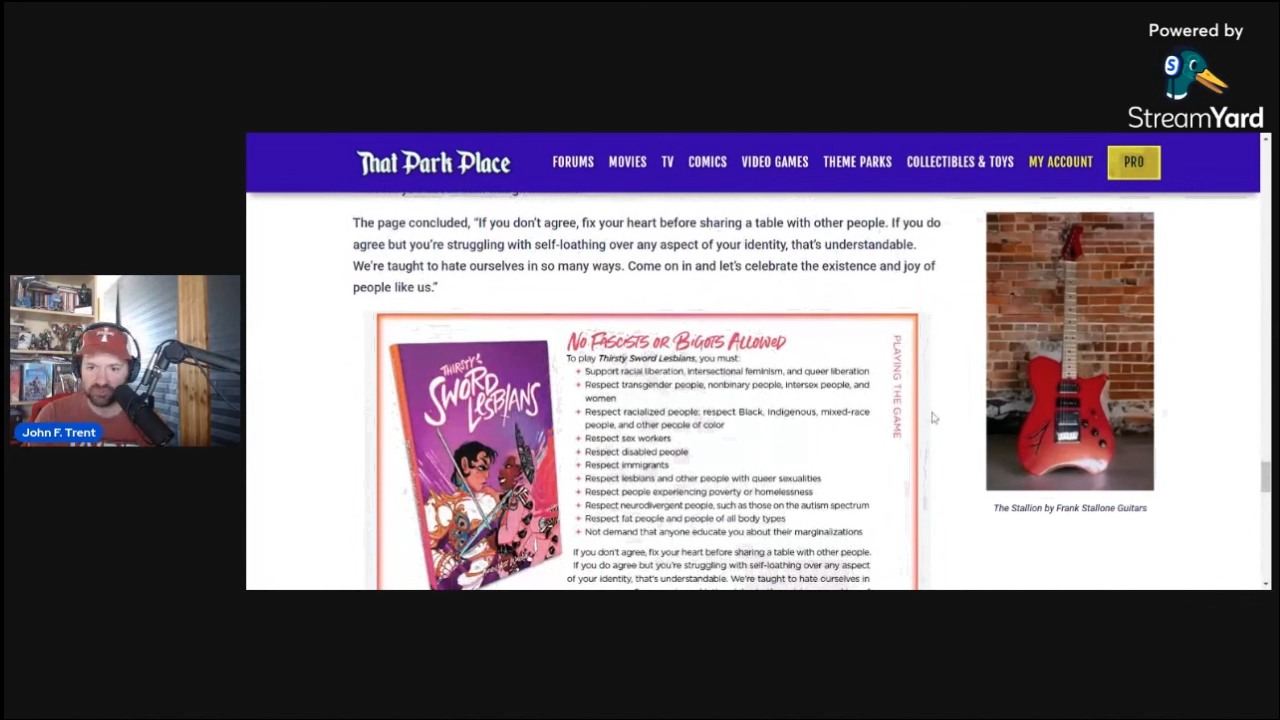 Powered by
S
StreamYard
That Park Place
FORUMS MOVIES TV COMICS VIDEO GAMES THEME PARKS COLLECTIBLES & TOYS MY ACCOUNT PRO
The page concluded, "If you don't agree, fix your heart before sharing a table with other people. If you do
agree but you're struggling with self-loathing over any aspect of your identity, that's understandable.
We're taught to hate ourselves in so many ways. Come on in and let's celebrate the existence and joy of
people like us."
THIRSTY
SWORD
LESBIANS
No Fascists or Bigots Allowed
To play Thirsty Sword Lesbians, you must:
+ Support racial liberation, intersectional feminism, and queer liberation
+ Respect transgender people, nonbinary people, intersex people, and
women
+ Respect racialized people; respect Black, Indigenous, mixed-race
people, and other people of color
+ Respect sex workers
+ Respect disabled people
+ Respect immigrants
+ Respect lesbians and other people with queer sexualities
+ Respect people experiencing poverty or homelessness
+ Respect neurodivergent people, such as those on the autism spectrum
+ Respect fat people and people of all body types
+ Not demand that anyone educate you about their marginalizations
If you don't agree, fix your heart before sharing a table with other people.
If you do agree but you're struggling with self-loathing over any aspect
of your identity, that's understandable. We're taught to hate ourselves in
PLAYING THE GAME
The Stallion by Frank Stallone Guitars
John F. Trent